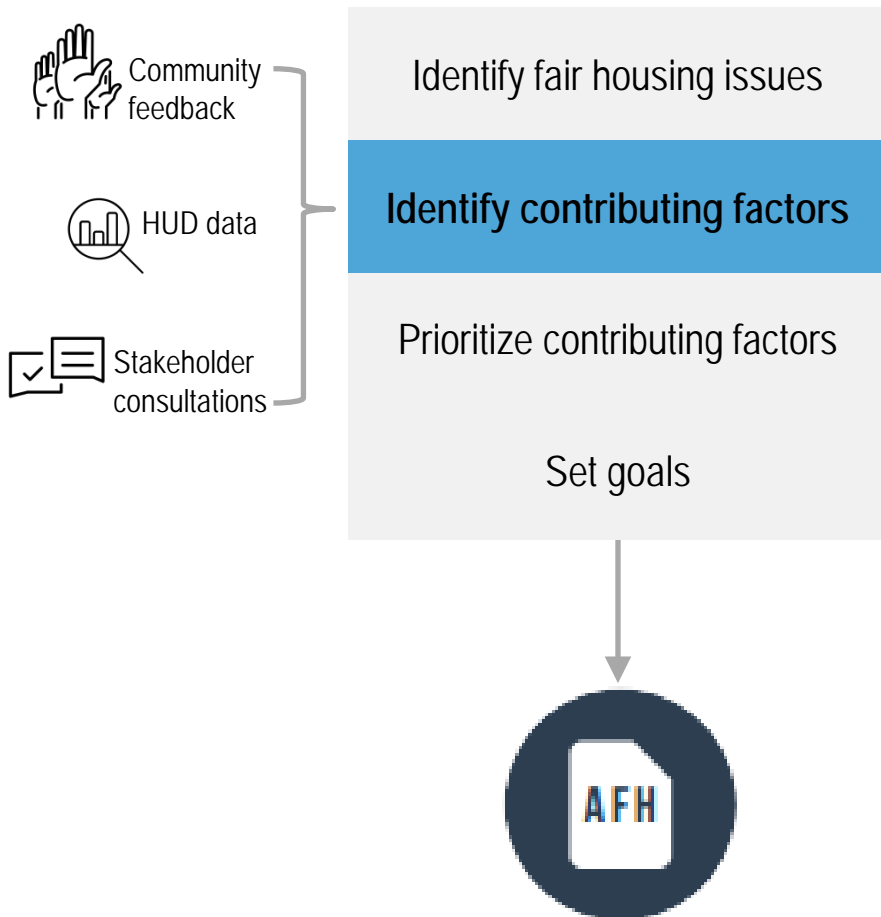 Community
feedback
HUD data
Stakeholder
consultations
Identify fair housing issues
Identify contributing factors
Prioritize contributing factors
Set goals
AFH